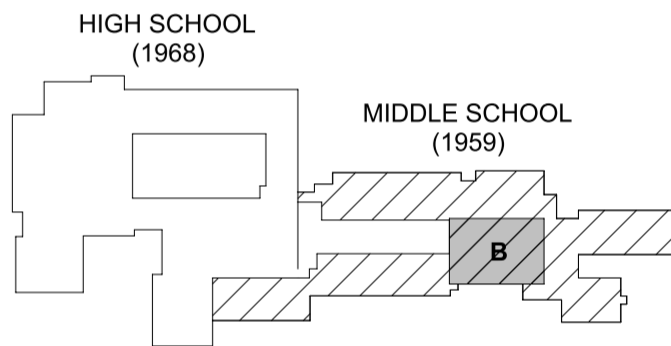 HIGH SCHOOL
(1968)
MIDDLE SCHOOL
(1959)
B